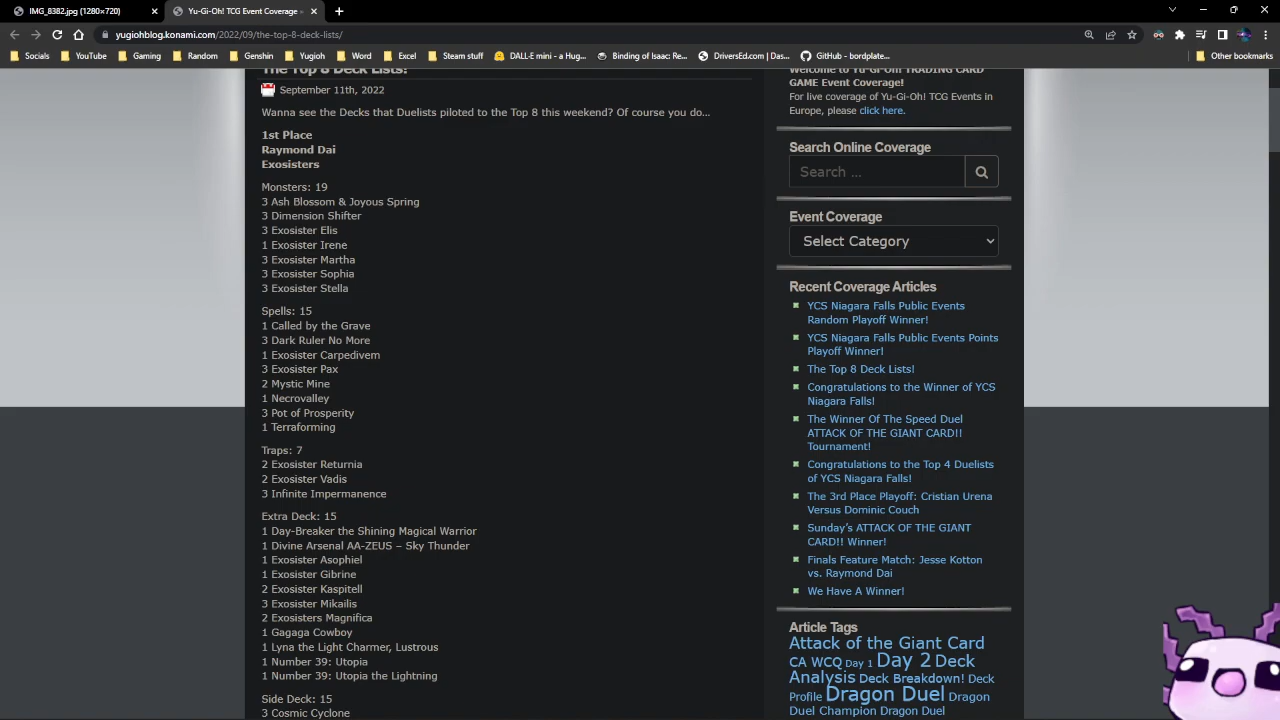 IMG_8382.jpg (1280×720)
Yu-Gi-Oh! TCG Event Coverage -
yugiohblog.konami.com/2022/09/the-top-8-deck-lists/
Socials
YouTube
Gaming
Random
Genshin
Yugioh
Word
Excel
Steam stuff
DALL-E mini - a Hug...
Binding of Isaac: Re...
DriversEd.com | Das...
GitHub - bordplate...
Other bookmarks
The Top 8 Deck Lists!
September 11th, 2022
Wanna see the Decks that Duelists piloted to the Top 8 this weekend? Of course you do...
1st Place
Raymond Dai
Exosisters
Monsters: 19
3 Ash Blossom & Joyous Spring
3 Dimension Shifter
3 Exosister Elis
1 Exosister Irene
3 Exosister Martha
3 Exosister Sophia
3 Exosister Stella
Spells: 15
1 Called by the Grave
3 Dark Ruler No More
1 Exosister Carpedivem
3 Exosister Pax
2 Mystic Mine
1 Necrovalley
3 Pot of Prosperity
1 Terraforming
Traps: 7
2 Exosister Returnia
2 Exosister Vadis
3 Infinite Impermanence
Extra Deck: 15
1 Day-Breaker the Shining Magical Warrior
1 Divine Arsenal AA-ZEUS – Sky Thunder
1 Exosister Asophiel
1 Exosister Gibrine
2 Exosister Kaspitell
3 Exosister Mikailis
2 Exosisters Magnifica
1 Gagaga Cowboy
1 Lyna the Light Charmer, Lustrous
1 Number 39: Utopia
1 Number 39: Utopia the Lightning
Side Deck: 15
3 Cosmic Cyclone
Welcome to Yu-Gi-Oh! TRADING CARD
GAME Event Coverage!
For live coverage of Yu-Gi-Oh! TCG Events in
Europe, please click here.
Search Online Coverage
Search ...
Event Coverage
Select Category
Recent Coverage Articles
YCS Niagara Falls Public Events
Random Playoff Winner!
YCS Niagara Falls Public Events Points
Playoff Winner!
The Top 8 Deck Lists!
Congratulations to the Winner of YCS
Niagara Falls!
The Winner Of The Speed Duel
ATTACK OF THE GIANT CARD!!
Tournament!
Congratulations to the Top 4 Duelists
of YCS Niagara Falls!
The 3rd Place Playoff: Cristian Urena
Versus Dominic Couch
Sunday's ATTACK OF THE GIANT
CARD!! Winner!
Finals Feature Match: Jesse Kotton
vs. Raymond Dai
We Have A Winner!
Article Tags
Attack of the Giant Card
CA WCQ Day 1 Day 2 Deck
Analysis Deck Breakdown! Deck
Profile Dragon Duel Dragon
Duel Champion Dragon Duel